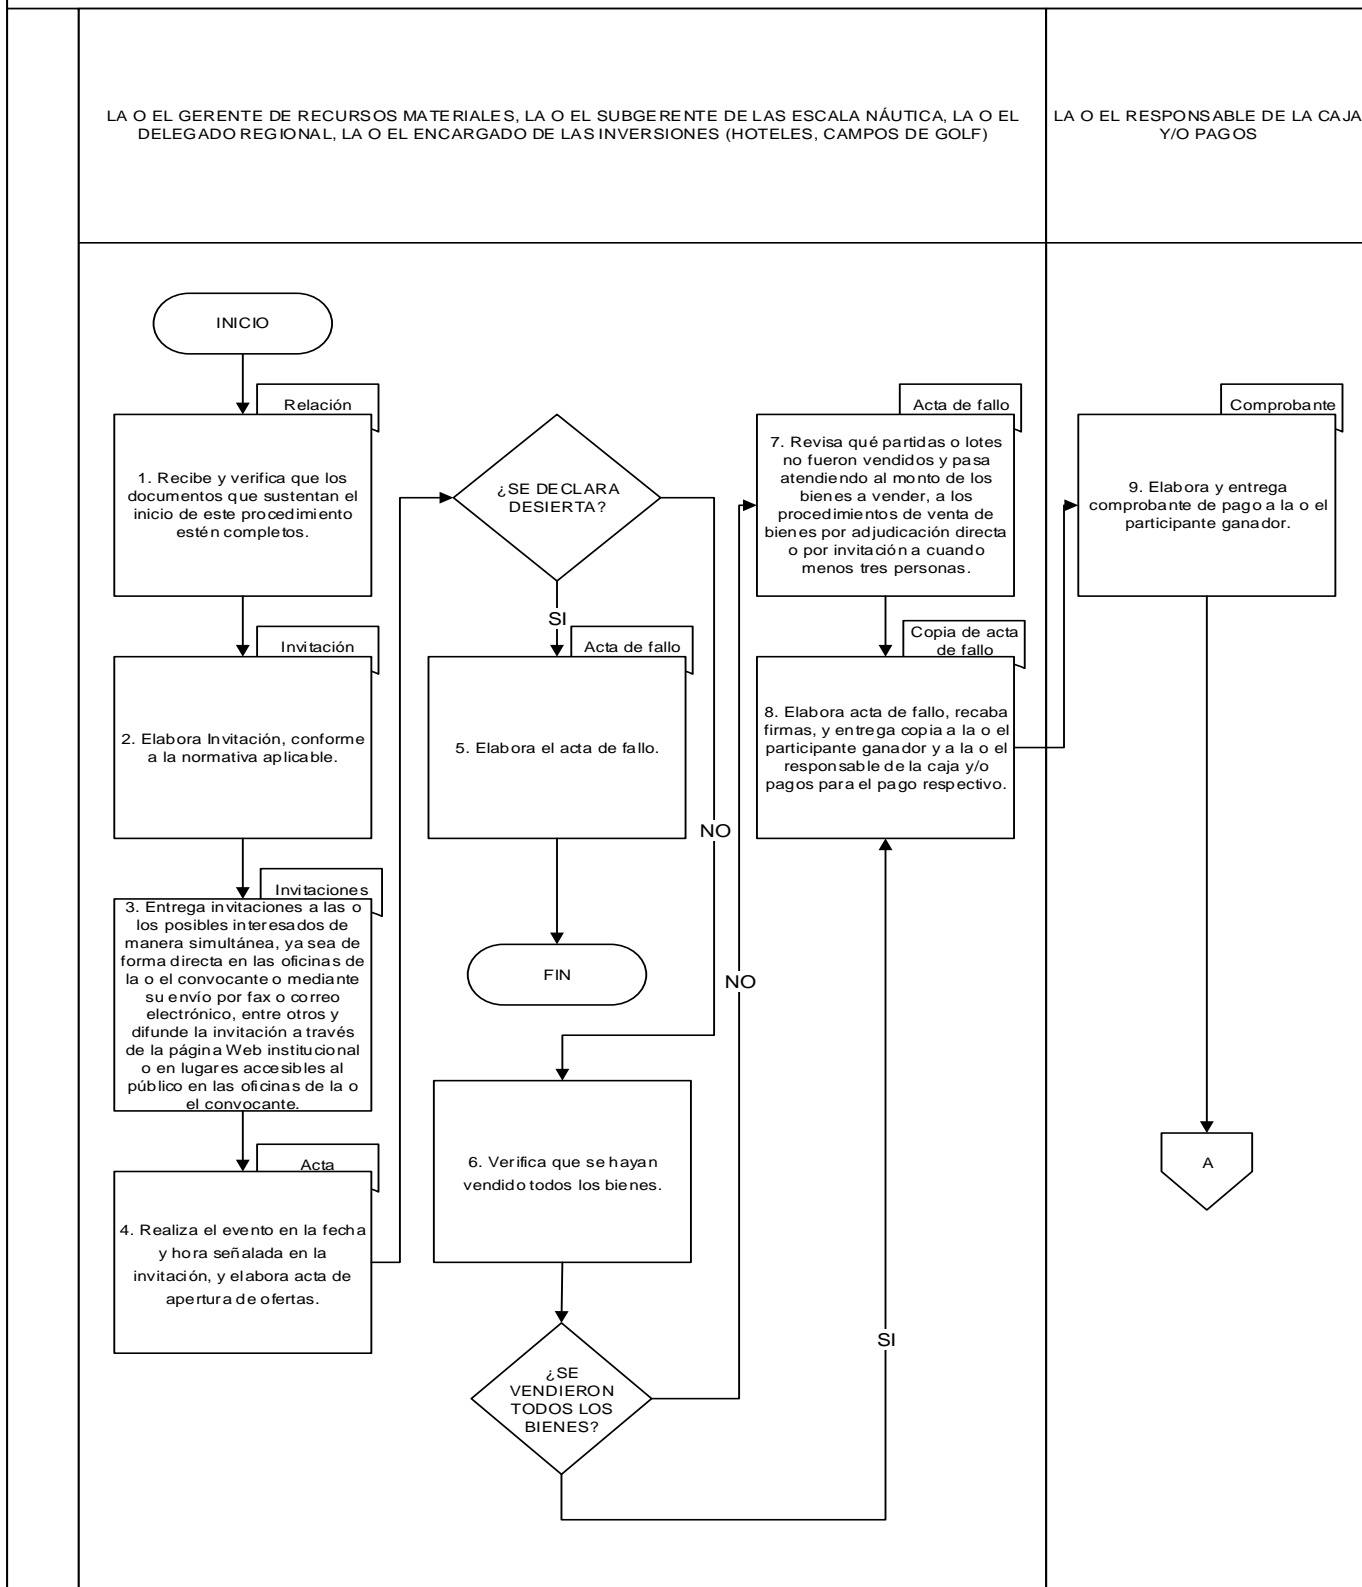 LA O EL GERENTE DE RECURSOS MATERIALES, LA O EL SUBGERENTE DE LAS ESCALA NÁUTICA, LA O EL
DELEGADO REGIONAL, LA O EL ENCARGADO DE LAS INVERSIONES (HOTELES, CAMPOS DE GOLF)
LA O EL RESPONSABLE DE LA CAJA
Y/O PAGOS
INICIO
Relación
1. Recibe y verifica que los
documentos que sustentan el
inicio de este procedimiento
estén completos.
Invitación
2. Elabora Invitación, conforme
a la normativa aplicable.
Invitaciones
3. Entrega invitaciones a las o
los posibles interesados de
manera simultánea, ya sea de
forma directa en las oficinas de
la o el convocante o mediante
su envío por fax o correo
electrónico, entre otros y
difunde la invitación a través
de la página Web institucional
o en lugares accesibles al
público en las oficinas de la o
el convocante.
Acta
4. Realiza el evento en la fecha
y hora señalada en la
invitación, y elabora acta de
apertura de ofertas.
¿SE DECLARA
DESIERTA?
SI
Acta de fallo
5. Elabora el acta de fallo.
FIN
NO
6. Verifica que se hayan
vendido todos los bienes.
¿SE
VENDIERON
TODOS LOS
BIENES?
NO
SI
Acta de fallo
7. Revisa qué partidas o lotes
no fueron vendidos y pasa
atendiendo al monto de los
bienes a vender, a los
procedimientos de venta de
bienes por adjudicación directa
o por invitación a cuando
menos tres personas.
Copia de acta
de fallo
8. Elabora acta de fallo, recaba
firmas, y entrega copia a la o el
participante ganador y a la o el
responsable de la caja y/o
pagos para el pago respectivo.
Comprobante
9. Elabora y entrega
comprobante de pago a la o el
participante ganador.
A